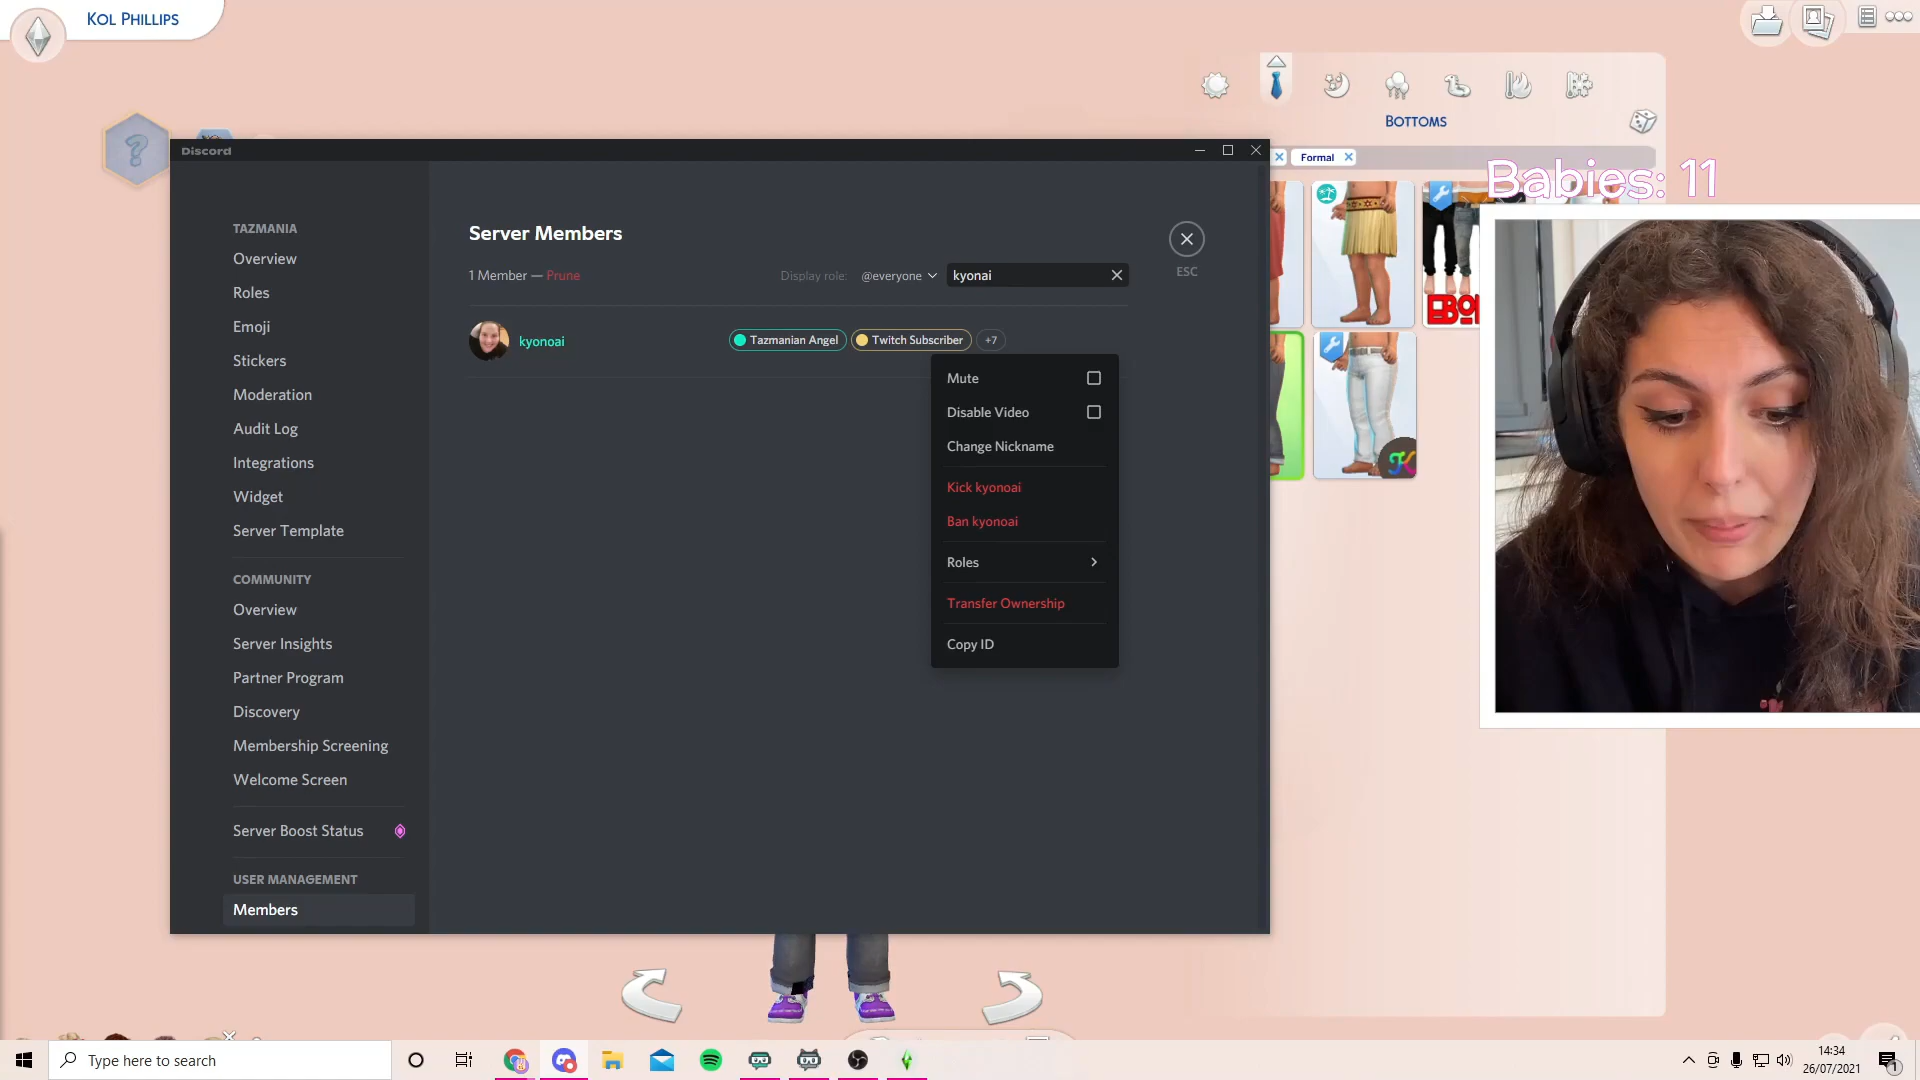 KOL PHILLIPS
BOTTOMS
Formal
Babies: 11
Discord
TAZMANIA
Overview
Roles
Emoji
Stickers
Moderation
Audit Log
Integrations
Widget
Server Template
COMMUNITY
Overview
Server Insights
Partner Program
Discovery
Membership Screening
Welcome Screen
Server Boost Status
USER MANAGEMENT
Members
Server Members
1 Member — Prune
Display role: @everyone
kyonai
ESC
kyonoai
Tazmanian Angel
Twitch Subscriber
+7
Mute
Disable Video
Change Nickname
Kick kyonoai
Ban kyonoai
Roles
Transfer Ownership
Copy ID
Type here to search
14:34
26/07/2021